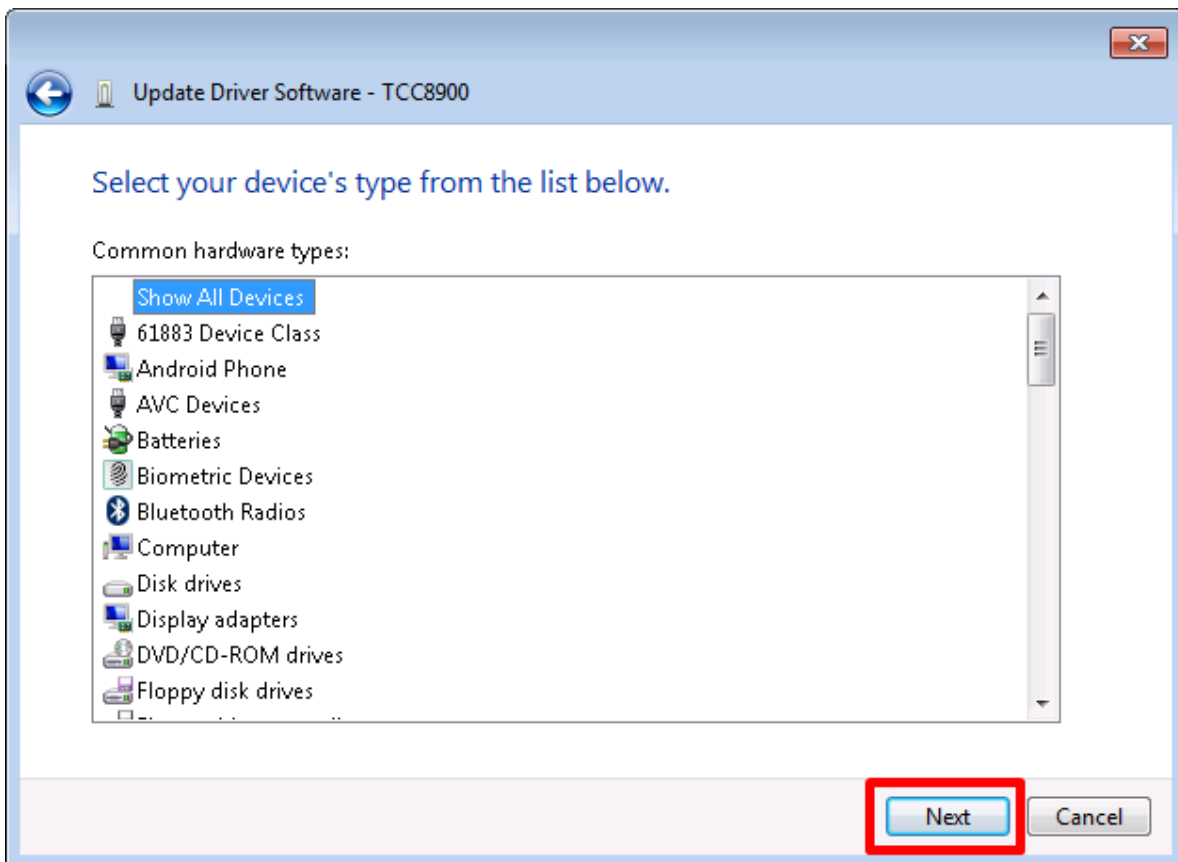 Update Driver Software - TCC8900
Select your device's type from the list below.
Common hardware types:
Show All Devices
61883 Device Class
Android Phone
AVC Devices
Batteries
Biometric Devices
Bluetooth Radios
Computer
Disk drives
Display adapters
DVD/CD-ROM drives
Floppy disk drives
Next
Cancel